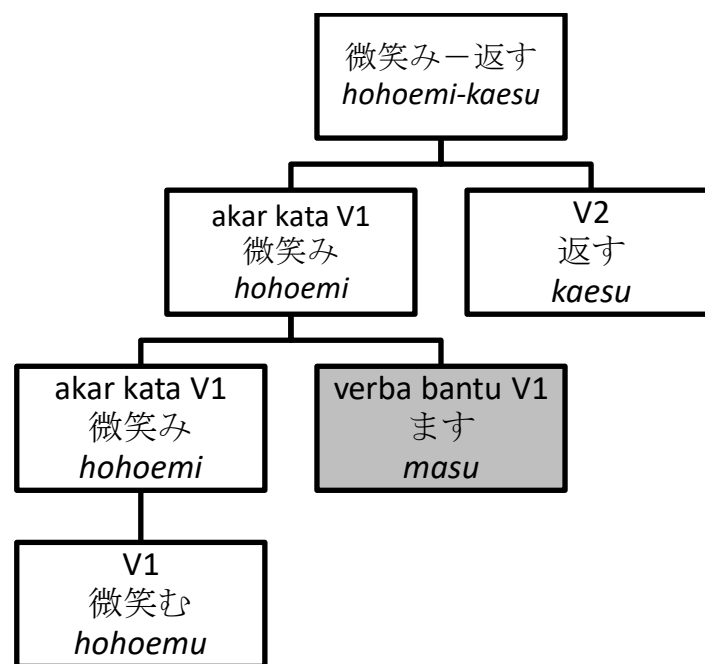 微笑み－返す
hohoemi-kaesu
akar kata V1
微笑み
hohoemi
V2
返す
kaesu
akar kata V1
微笑み
hohoemi
verba bantu V1
ます
masu
V1
微笑む
hohoemu